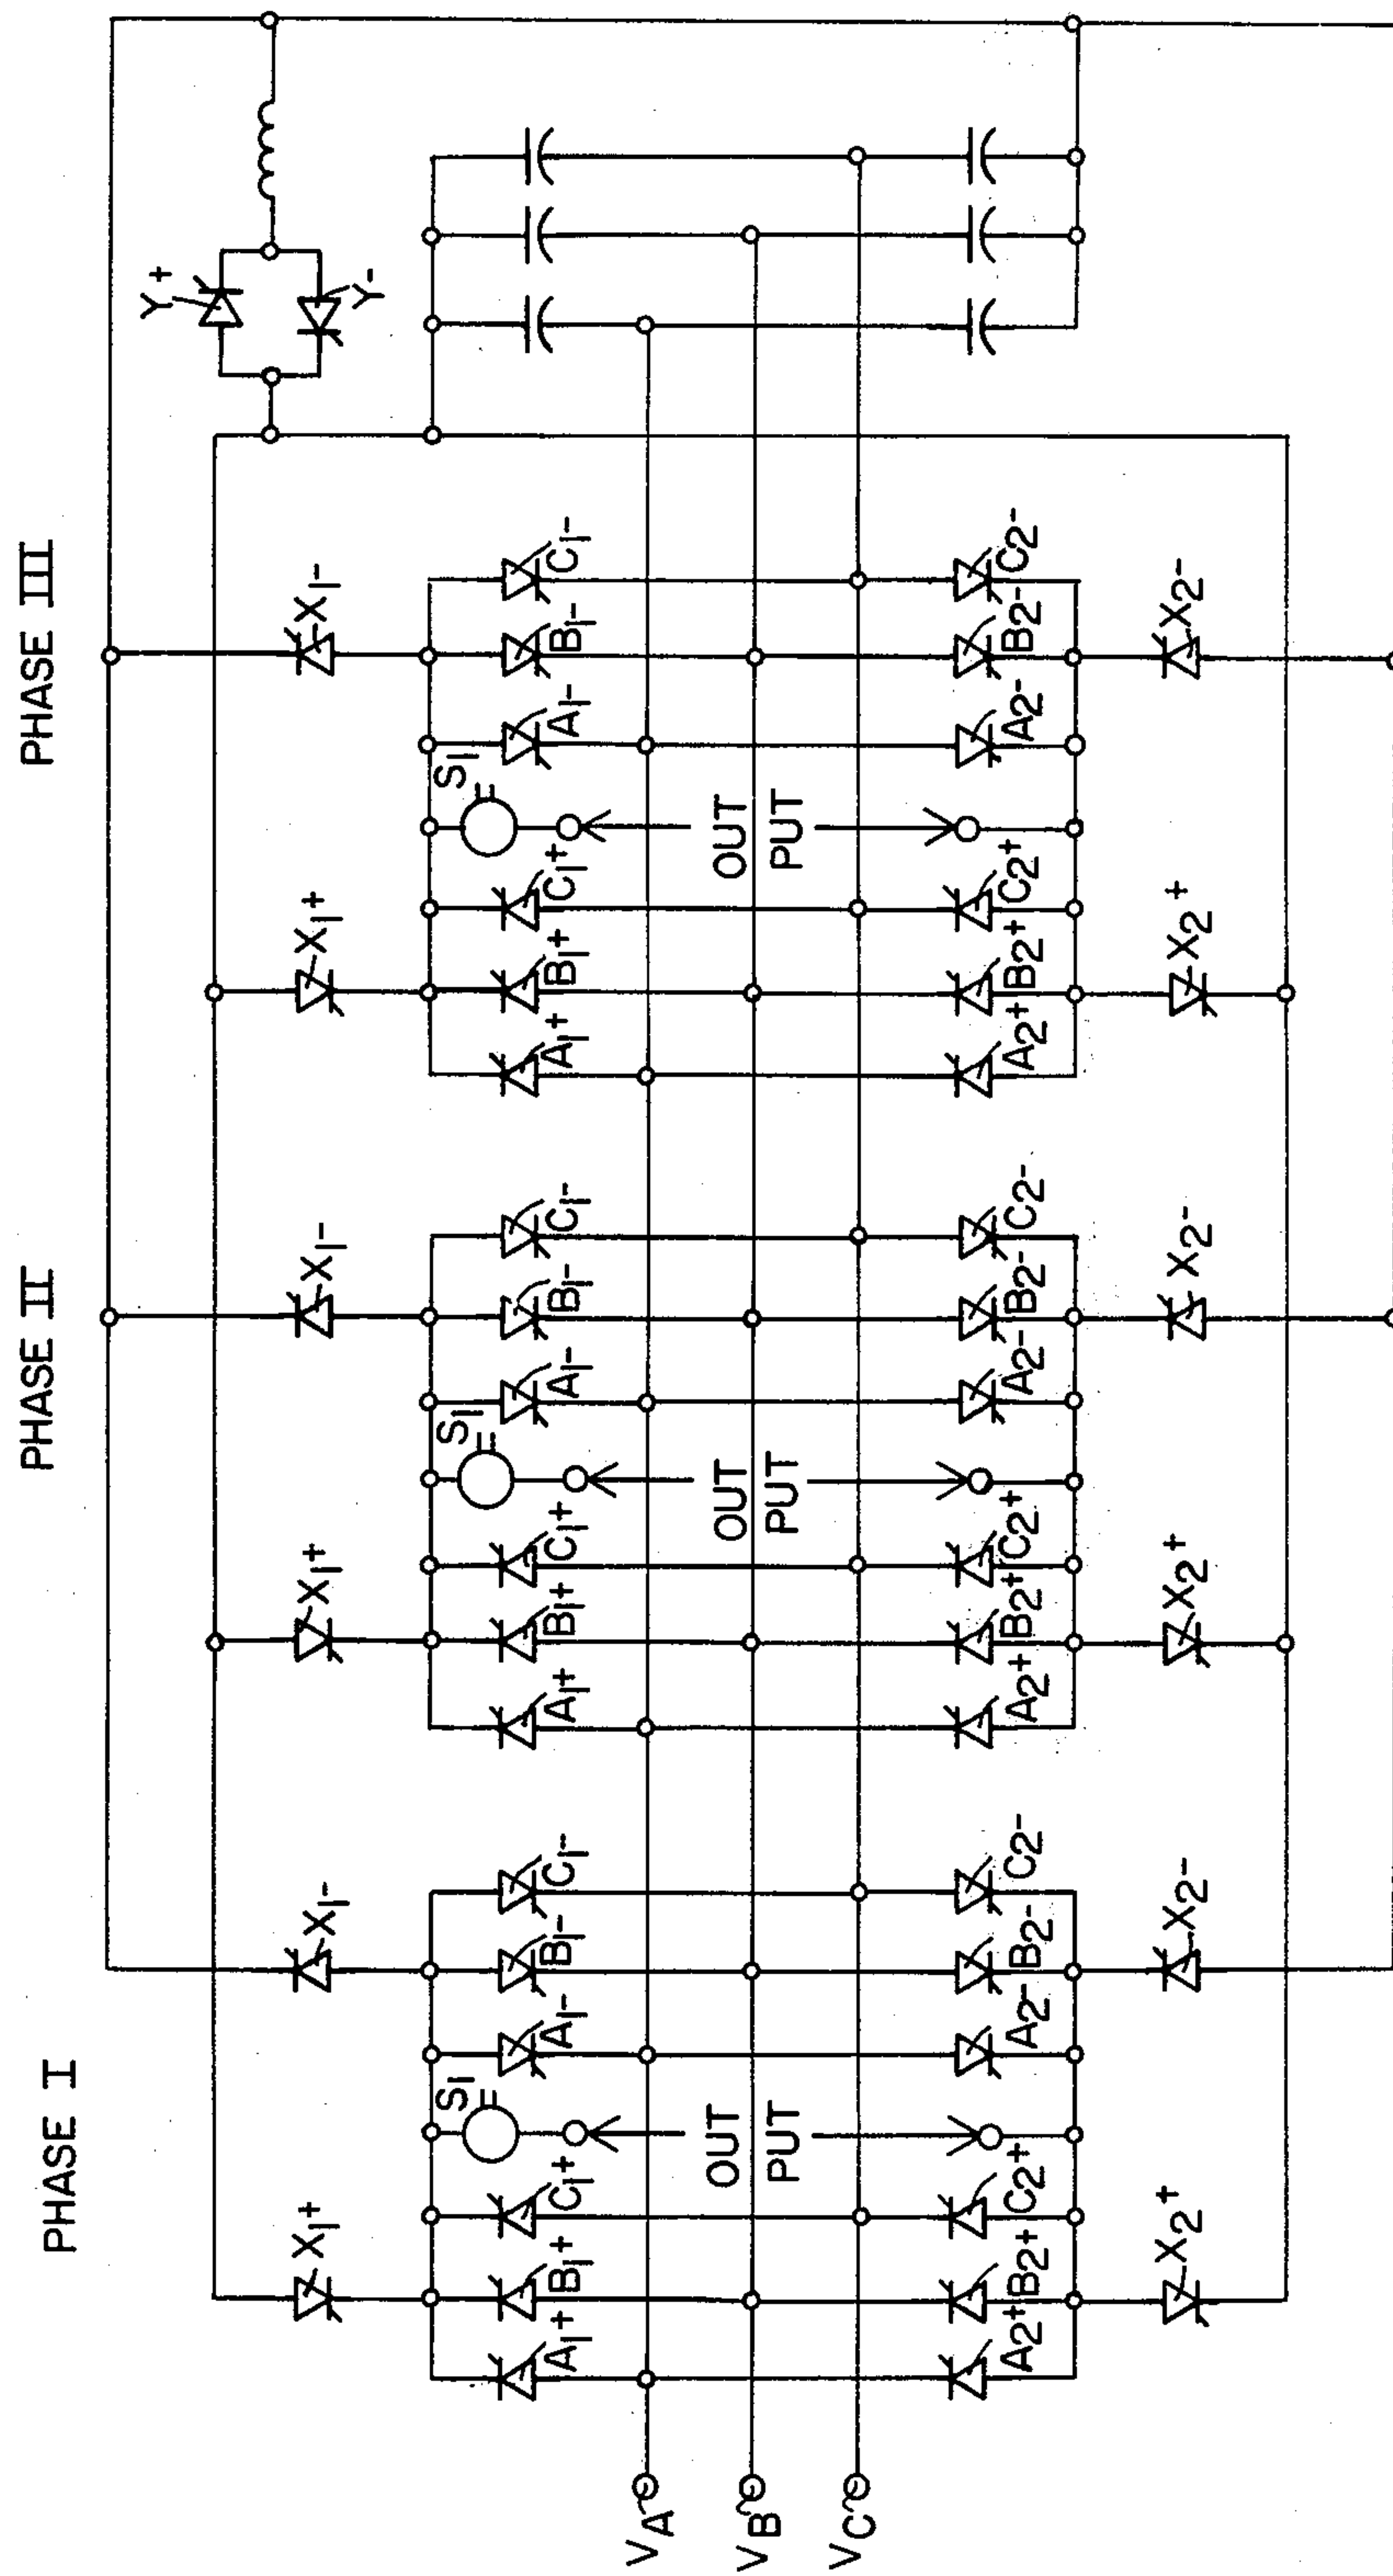 PHASE I
PHASE II
PHASE III
X1+
X1-
X1+
X1-
X1+
X1-
Y+
Y-
A1+
B1+
C1+
S1
A1-
B1-
C1-
A1+
B1+
C1+
S1
A1-
B1-
C1-
A1+
B1+
C1+
S1
A1-
B1-
C1-
VA
VB
VC
OUT
PUT
OUT
PUT
OUT
PUT
A2+
B2+
C2+
A2-
B2-
C2-
A2+
B2+
C2+
A2-
B2-
C2-
A2+
B2+
C2+
A2-
B2-
C2-
X2+
X2-
X2+
X2-
X2+
X2-